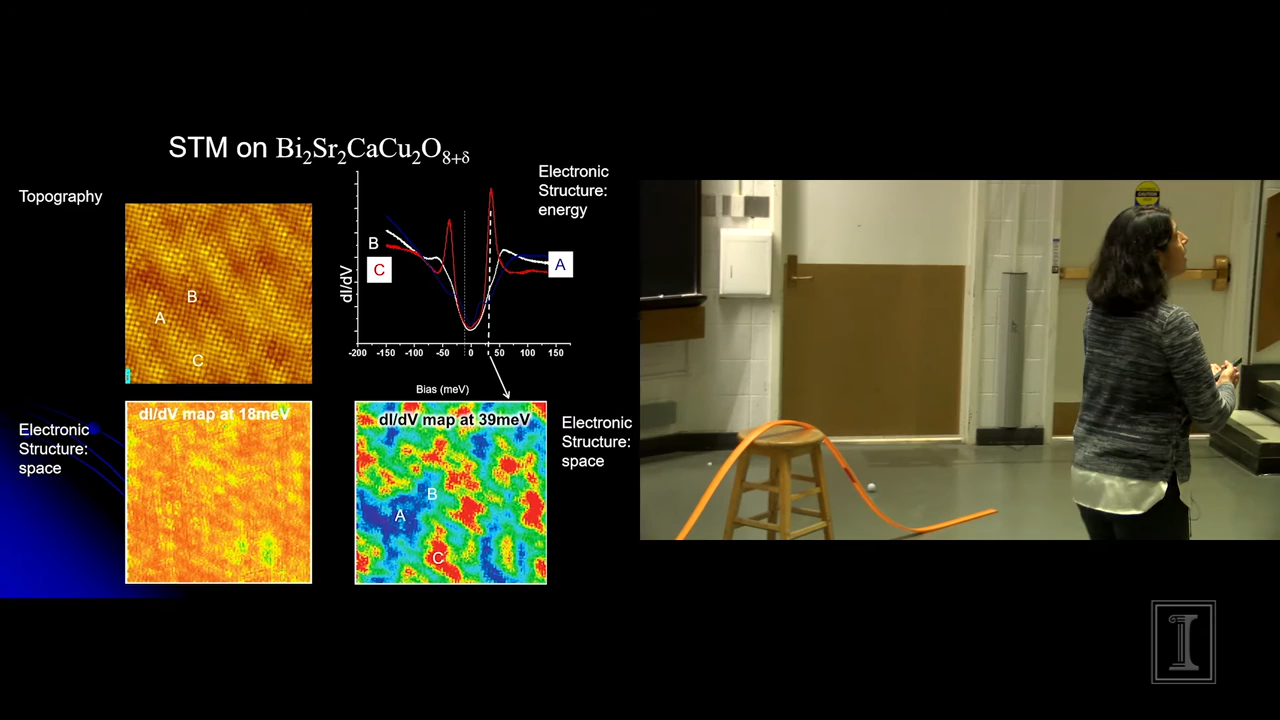 STM on Bi₂Sr₂CaCu₂O₈₊δ
Topography
B
A
C
dI/dV
B
C
A
-200 -150 -100 -50 0 50 100 150
Bias (meV)
Electronic
Structure:
energy
Electronic
Structure:
space
dI/dV map at 18meV
dI/dV map at 39meV
B
A
C
Electronic
Structure:
space
CAUTION
I